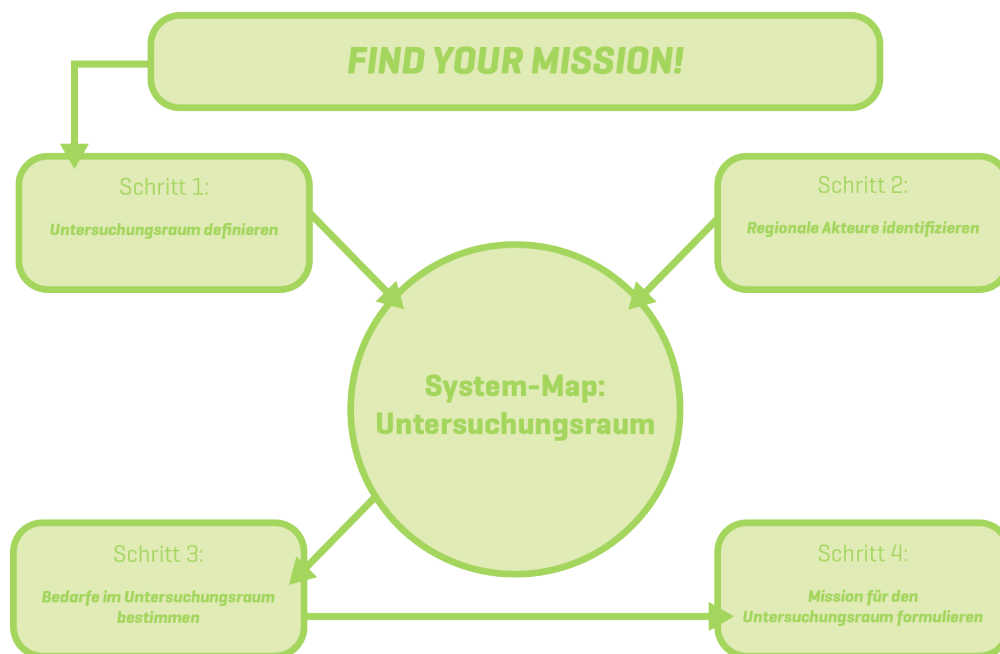 FIND YOUR MISSION!
Schritt 1:
Untersuchungsraum definieren
Schritt 2:
Regionale Akteure identifizieren
System-Map:
Untersuchungsraum
Schritt 3:
Bedarfe im Untersuchungsraum
bestimmen
Schritt 4:
Mission für den
Untersuchungsraum formulieren